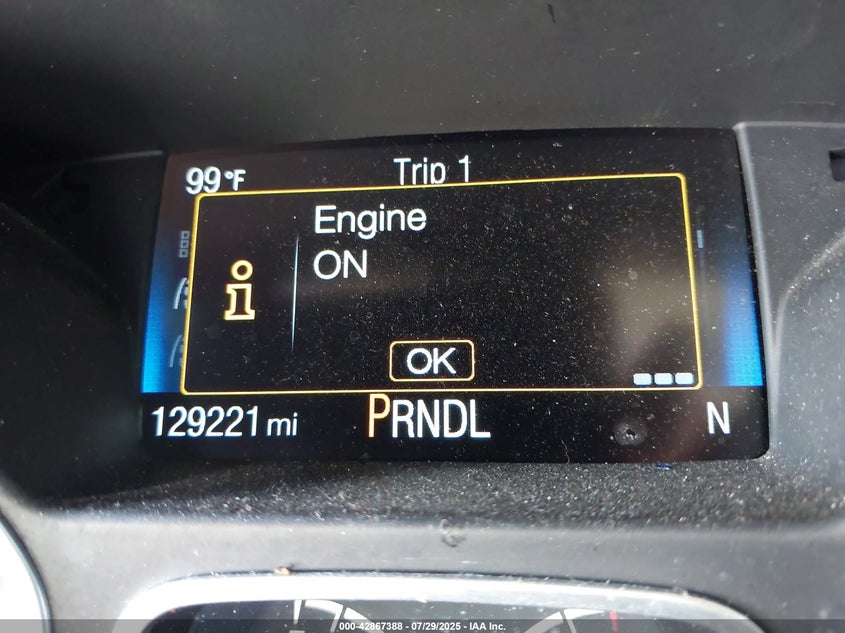 99°F
Trip 1
Engine
ON
OK
129221 mi
PRNDL
N
000-42867388 - 07/29/2025 - IAA Inc.